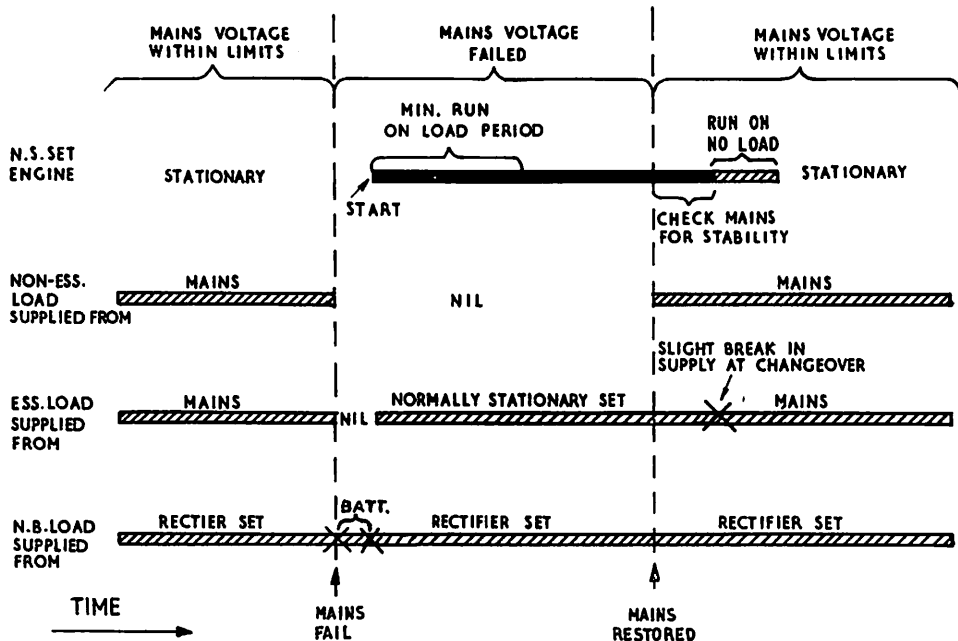 MAINS VOLTAGE
WITHIN LIMITS
MAINS VOLTAGE
FAILED
MAINS VOLTAGE
WITHIN LIMITS
MIN. RUN
ON LOAD PERIOD
RUN ON
NO LOAD
N.S. SET
ENGINE
STATIONARY
START
STATIONARY
CHECK MAINS
FOR STABILITY
NON-ESS.
LOAD
SUPPLIED FROM
MAINS
NIL
MAINS
SLIGHT BREAK IN
SUPPLY AT CHANGEOVER
ESS. LOAD
SUPPLIED
FROM
MAINS
NIL
NORMALLY STATIONARY SET
MAINS
BATT.
N.B. LOAD
SUPPLIED
FROM
RECTIER SET
RECTIFIER SET
RECTIFIER SET
TIME
MAINS
FAIL
MAINS
RESTORED